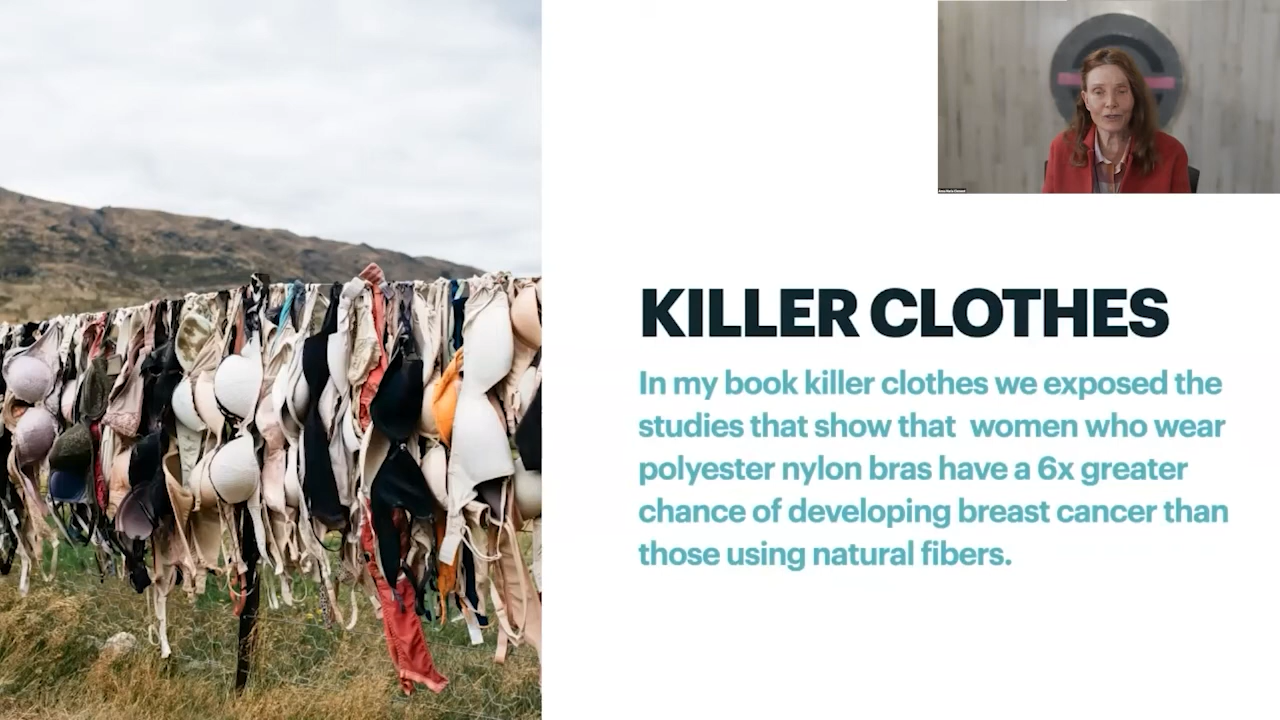 KILLER CLOTHES
In my book killer clothes we exposed the
studies that show that  women who wear
polyester nylon bras have a 6x greater
chance of developing breast cancer than
those using natural fibers.